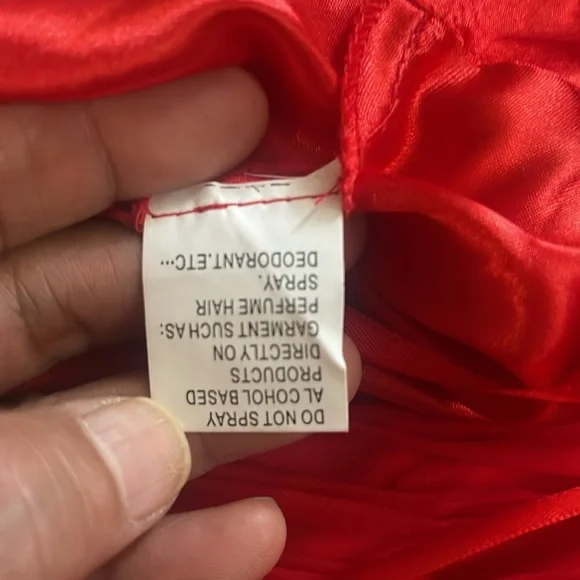 DO NOT SPRAY
AL COHOL BASED
PRODUCTS
DIRECTLY ON
GARMENT SUCH AS:
PERFUME HAIR
SPRAY.
DEODORANT.ETC...